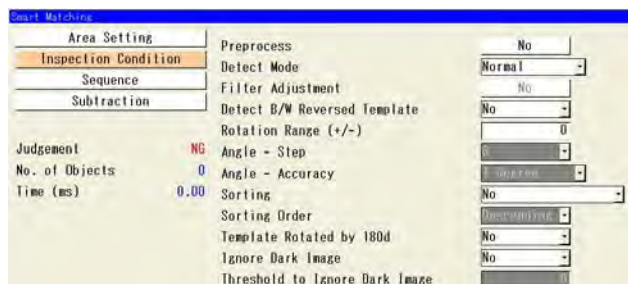 Smart Matching
Area Setting
Inspection Condition
Sequence
Subtraction
Judgement NG
No. of Objects 0
Time (ms) 0.00
Preprocess No
Detect Mode Normal
Filter Adjustment No
Detect B/W Reversed Template No
Rotation Range (+/-) 0
Angle - Step
Angle - Accuracy
Sorting No
Sorting Order Descending
Template Rotated by 180d No
Ignore Dark Image No
Threshold to Ignore Dark Image